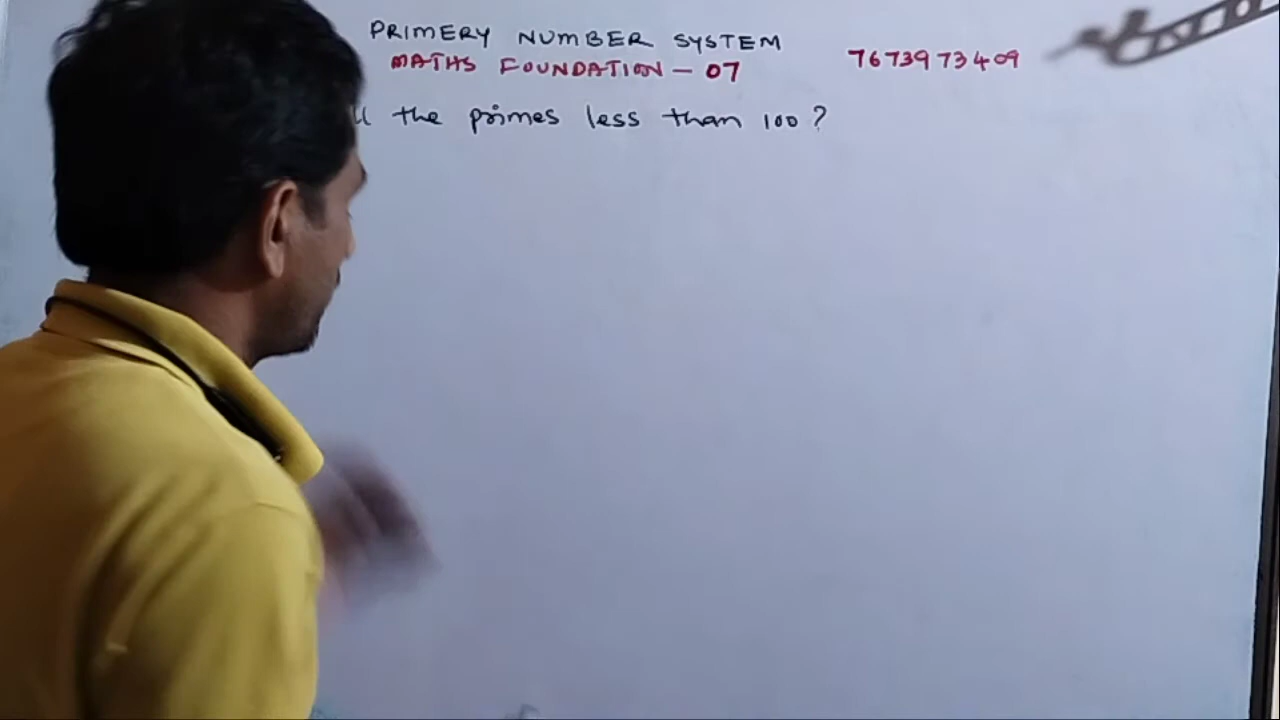 PRIMERY NUMBER SYSTEM
MATHS FOUNDATION - 07
7673973409
the primes less than 100 ?